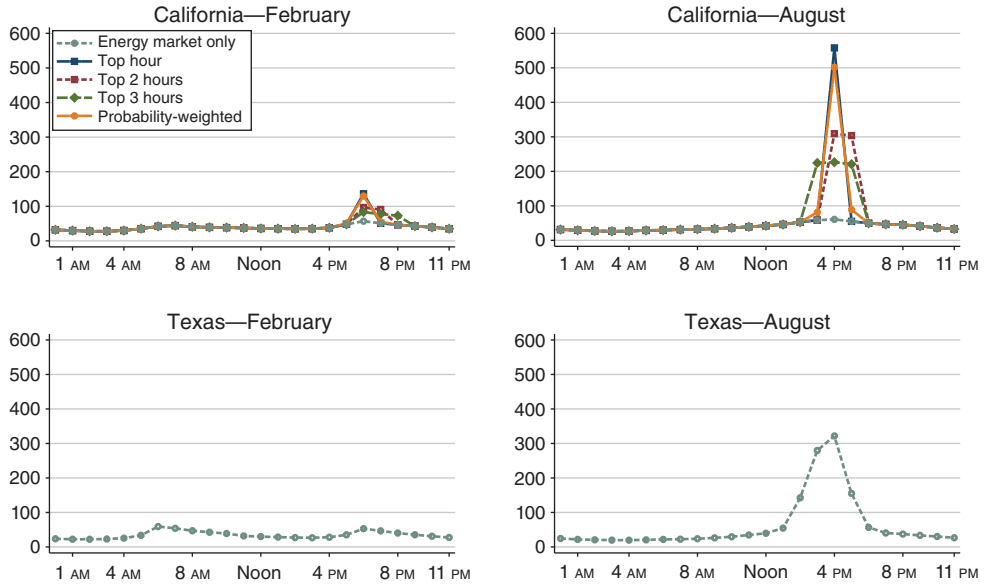 California—February
600
500
400
300
200
100
0
Energy market only
Top hour
Top 2 hours
Top 3 hours
Probability-weighted
1 AM 4 AM 8 AM Noon 4 PM 8 PM 11 PM
California—August
600
500
400
300
200
100
0
1 AM 4 AM 8 AM Noon 4 PM 8 PM 11 PM
Texas—February
600
500
400
300
200
100
0
1 AM 4 AM 8 AM Noon 4 PM 8 PM 11 PM
Texas—August
600
500
400
300
200
100
0
1 AM 4 AM 8 AM Noon 4 PM 8 PM 11 PM